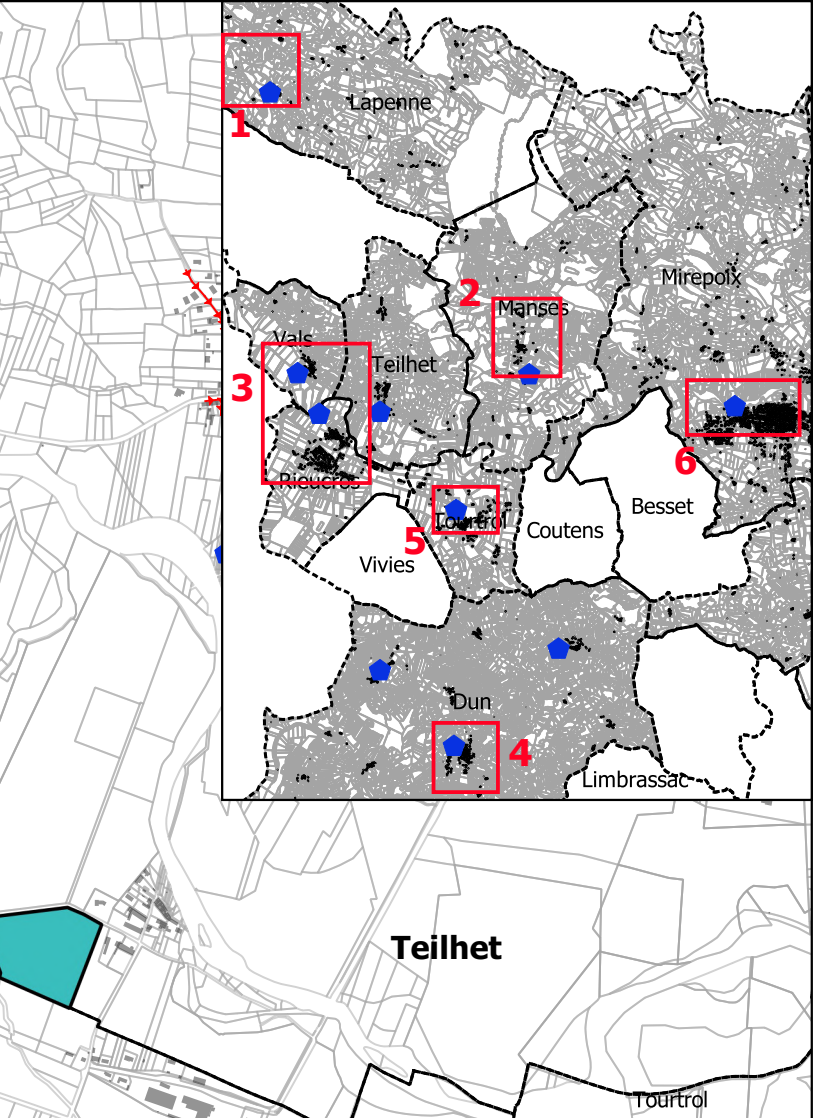 Lapenne
1
Mirepoix
2
Manses
Vals
Teilhet
3
6
Rieucros
Besset
Tourtrol
Coutens
5
Vivies
Dun
4
Limbrassac
Teilhet
Tourtrol